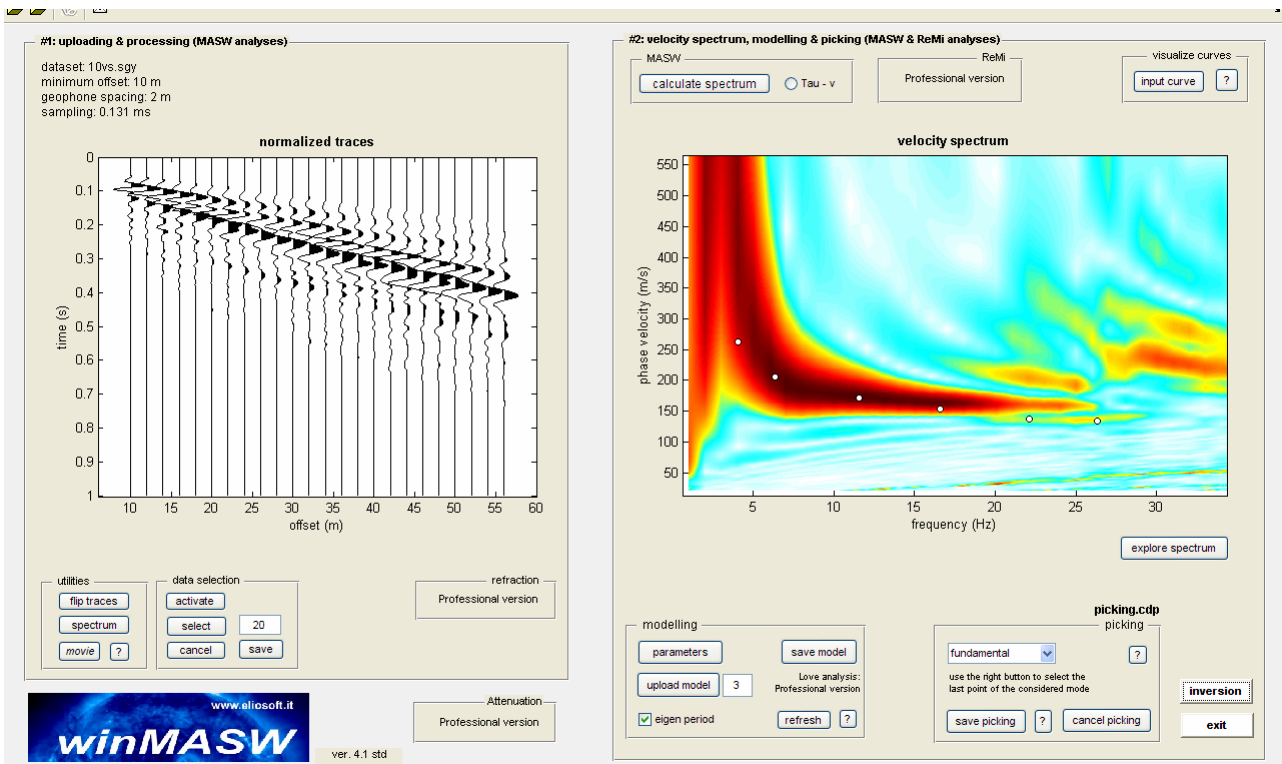 #1: uploading & processing (MASW analyses)
dataset: 10vs.sgy
minimum offset: 10 m
geophone spacing: 2 m
sampling: 0.131 ms
normalized traces
0
0.1
0.2
0.3
0.4
0.5
0.6
0.7
0.8
0.9
1
time (s)
10 15 20 25 30 35 40 45 50 55 60
offset (m)
utilities
flip traces
spectrum
movie ?
data selection
activate
select 20
cancel save
refraction
Professional version
www.eliosoft.it
winMASW
ver. 4.1 std
Attenuation
Professional version
#2: velocity spectrum, modelling & picking (MASW & ReMi analyses)
MASW
calculate spectrum Tau - v
ReMi
Professional version
visualize curves
input curve ?
velocity spectrum
550
500
450
400
350
300
250
200
150
100
50
phase velocity (m/s)
5 10 15 20 25 30
frequency (Hz)
explore spectrum
modelling
parameters save model
upload model 3
Love analysis:
Professional version
eigen period refresh ?
picking.cdp
picking
fundamental ?
use the right button to select the
last point of the considered mode
save picking ? cancel picking
inversion
exit